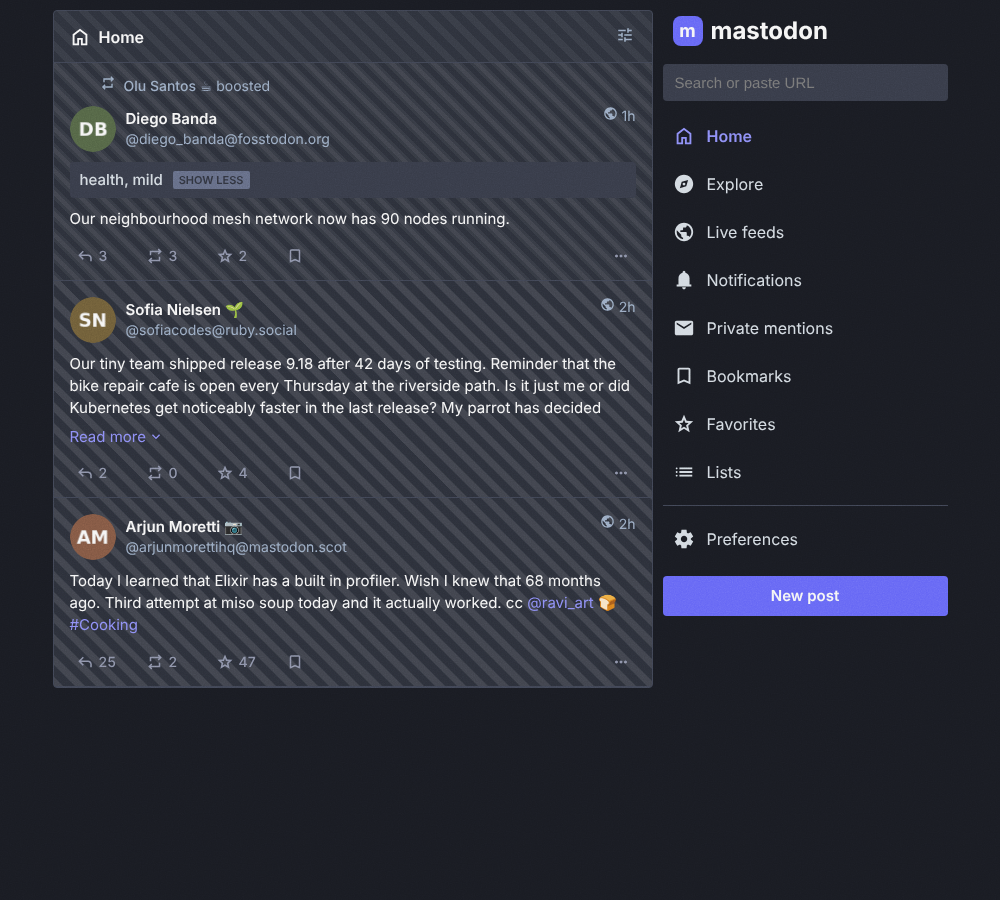 Home
Olu Santos ☕ boosted
DB
Diego Banda
1h
@diego_banda@fosstodon.org
health, mild SHOW LESS
Our neighbourhood mesh network now has 90 nodes running.
3 3 2
SN
Sofia Nielsen 🌱
2h
@sofiacodes@ruby.social
Our tiny team shipped release 9.18 after 42 days of testing. Reminder that the
bike repair cafe is open every Thursday at the riverside path. Is it just me or did
Kubernetes get noticeably faster in the last release? My parrot has decided
Read more
2 0 4
AM
Arjun Moretti 📷
2h
@arjunmorettihq@mastodon.scot
Today I learned that Elixir has a built in profiler. Wish I knew that 68 months
ago. Third attempt at miso soup today and it actually worked. cc @ravi_art 🍞
#Cooking
25 2 47
m mastodon
Search or paste URL
Home
Explore
Live feeds
Notifications
Private mentions
Bookmarks
Favorites
Lists
Preferences
New post